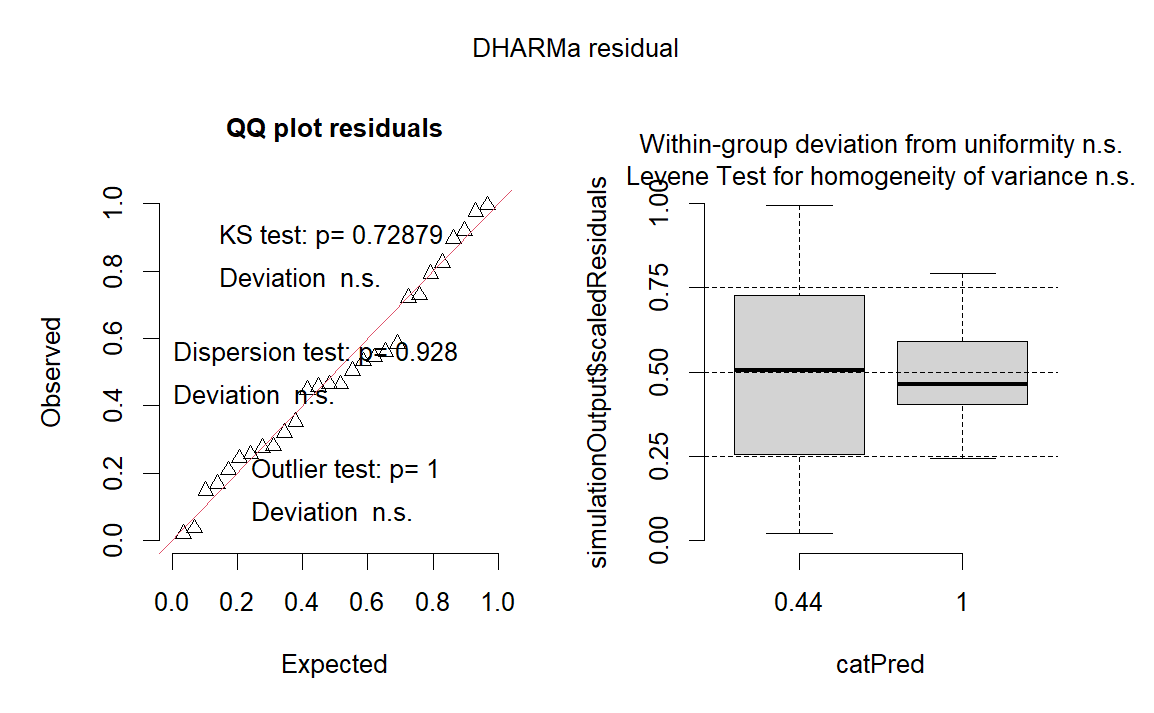 DHARMa residual
QQ plot residuals
KS test: p= 0.72879
Deviation  n.s.
Dispersion test: p= 0.928
Deviation  n.s.
Outlier test: p= 1
Deviation  n.s.
Observed
0.0 0.2 0.4 0.6 0.8 1.0
0.0 0.2 0.4 0.6 0.8 1.0
Expected
Within-group deviation from uniformity n.s.
Levene Test for homogeneity of variance n.s.
simulationOutput$scaledResiduals
0.00 0.25 0.50 0.75 1.00
0.44 1
catPred